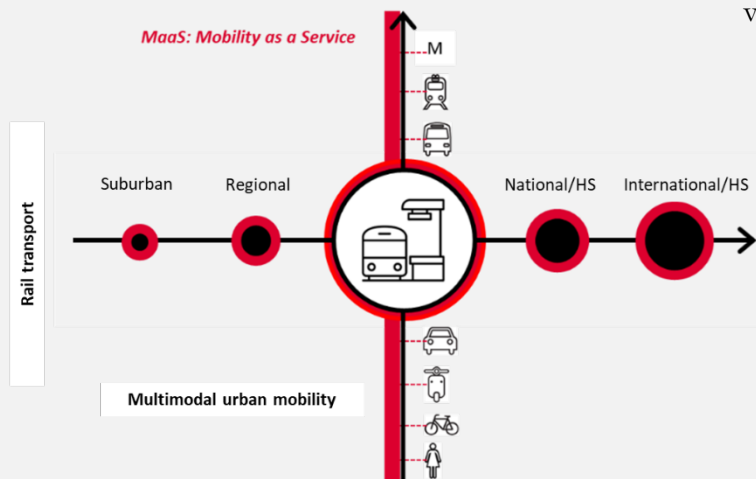 v
MaaS: Mobility as a Service
M
Suburban
Regional
National/HS
International/HS
Rail transport
Multimodal urban mobility